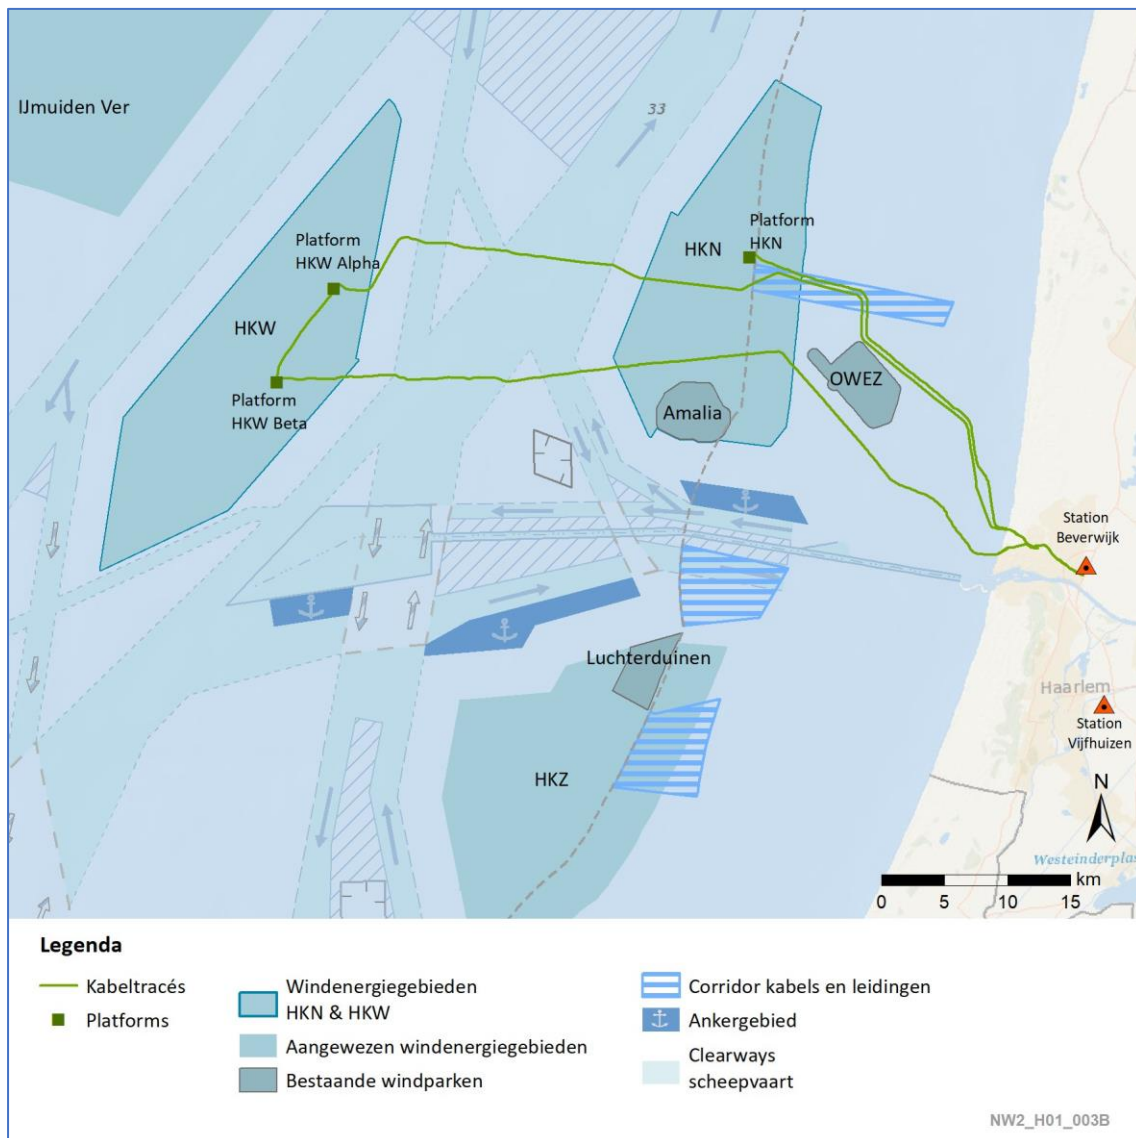 IJmuiden Ver
33
Platform
HKN
HKN
Platform
HKW Alpha
HKW
Platform
HKW Beta
OWEZ
Amalia
Station
Beverwijk
Luchterduinen
Haarlem
Station
Vijfhuizen
HKZ
N
Westeinderplas
km
0 5 10 15
Legenda
Kabeltracés
Platforms
Windenergiegebieden
HKN & HKW
Aangewezen windenergiegebieden
Bestaande windparken
Corridor kabels en leidingen
Ankergebied
Clearways
scheepvaart
NW2_H01_003B